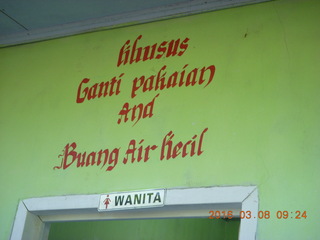 khusus
Ganti pakaian
And
Buang Air Kecil
WANITA
2016.03.08 09:24